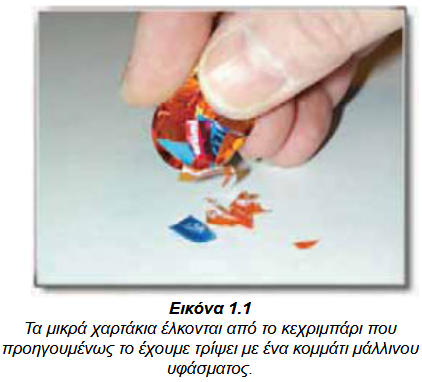 Εικόνα 1.1
Τα μικρά χαρτάκια έλκονται από το κεχριμπάρι που
προηγουμένως το έχουμε τρίψει με ένα κομμάτι μάλλινου
υφάσματος.